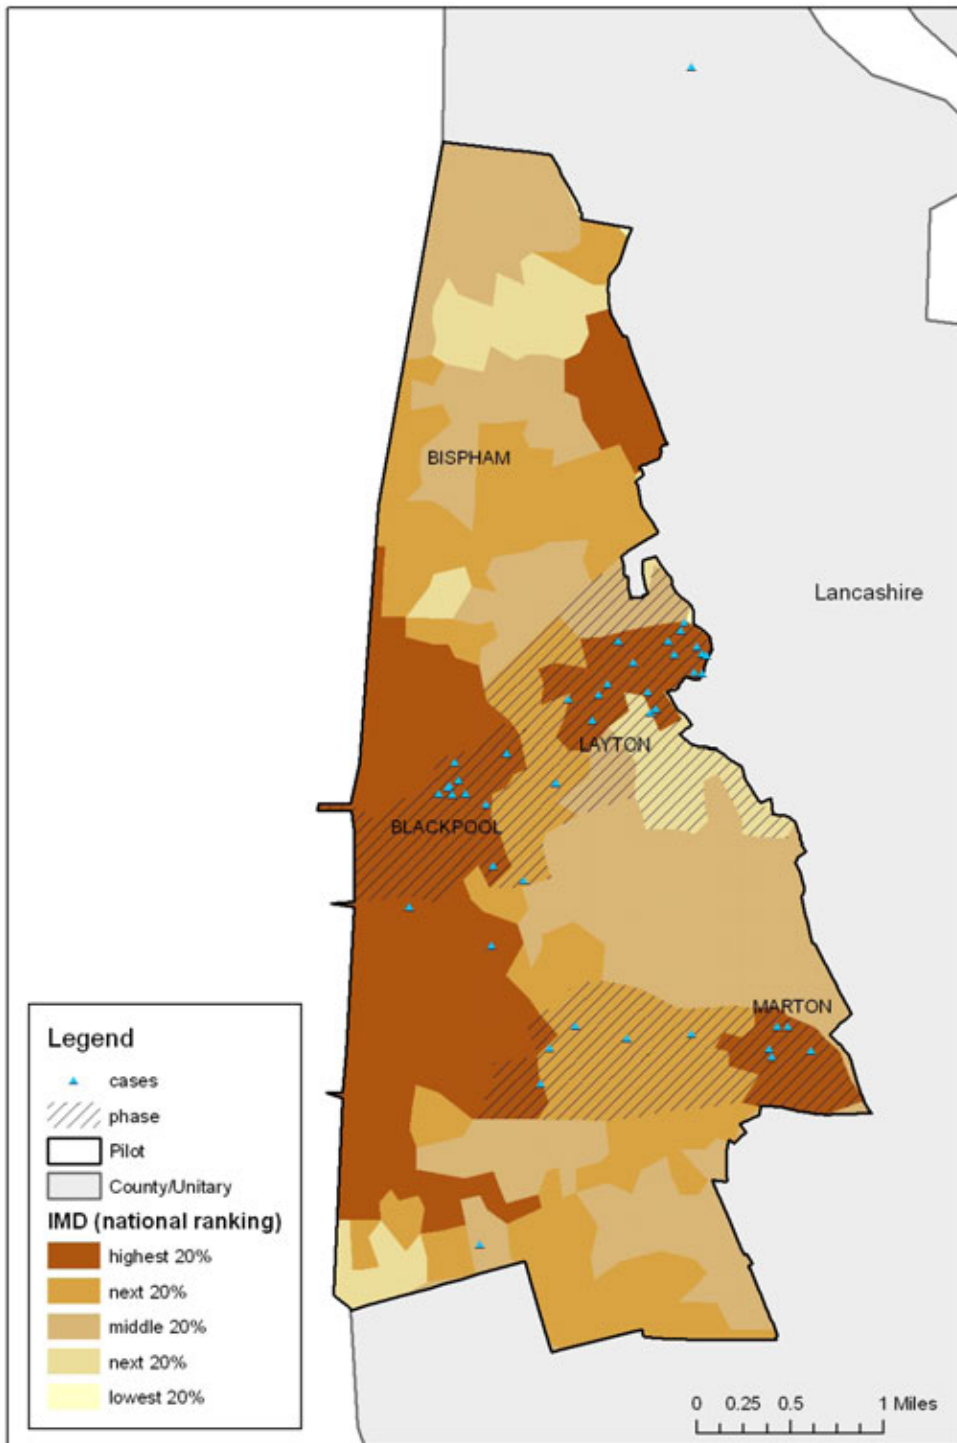 BISPHAM
Lancashire
LAYTON
BLACKPOOL
MARTON
Legend
cases
phase
Pilot
County/Unitary
IMD (national ranking)
highest 20%
next 20%
middle 20%
next 20%
lowest 20%
0 0.25 0.5 1 Miles